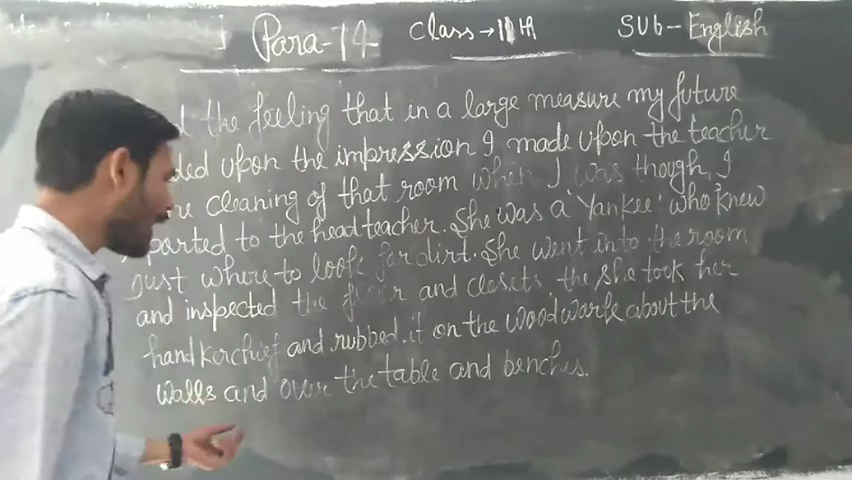 Para-14 Class→11th Sub-English
the feeling that in a large measure my future
upon the impression I made upon the teacher
cleaning of that room when I was though, I
to the headteacher. She was a 'Yankee' who knew
Just where to look for dirt. She went into the room
and inspected the floor and closets the she took her
handkerchief and rubbed it on the woodwork about the
walls and over the table and benches.